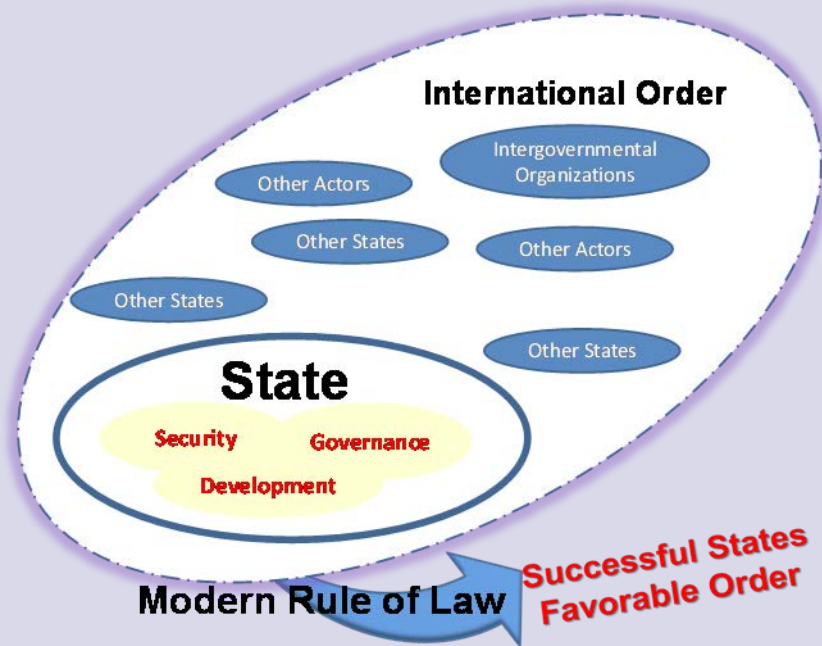 International Order
Intergovernmental
Organizations
Other Actors
Other States
Other Actors
Other States
Other States
State
Security
Governance
Development
Modern Rule of Law
Successful States
Favorable Order